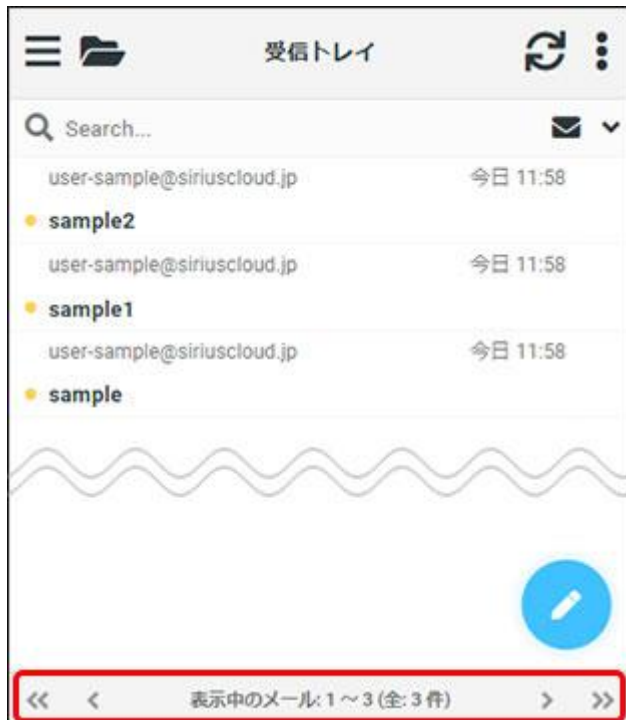 受信トレイ
Search...
user-sample@siriuscloud.jp 今日 11:58
sample2
user-sample@siriuscloud.jp 今日 11:58
sample1
user-sample@siriuscloud.jp 今日 11:58
sample
表示中のメール: 1 ～ 3 (全: 3 件)